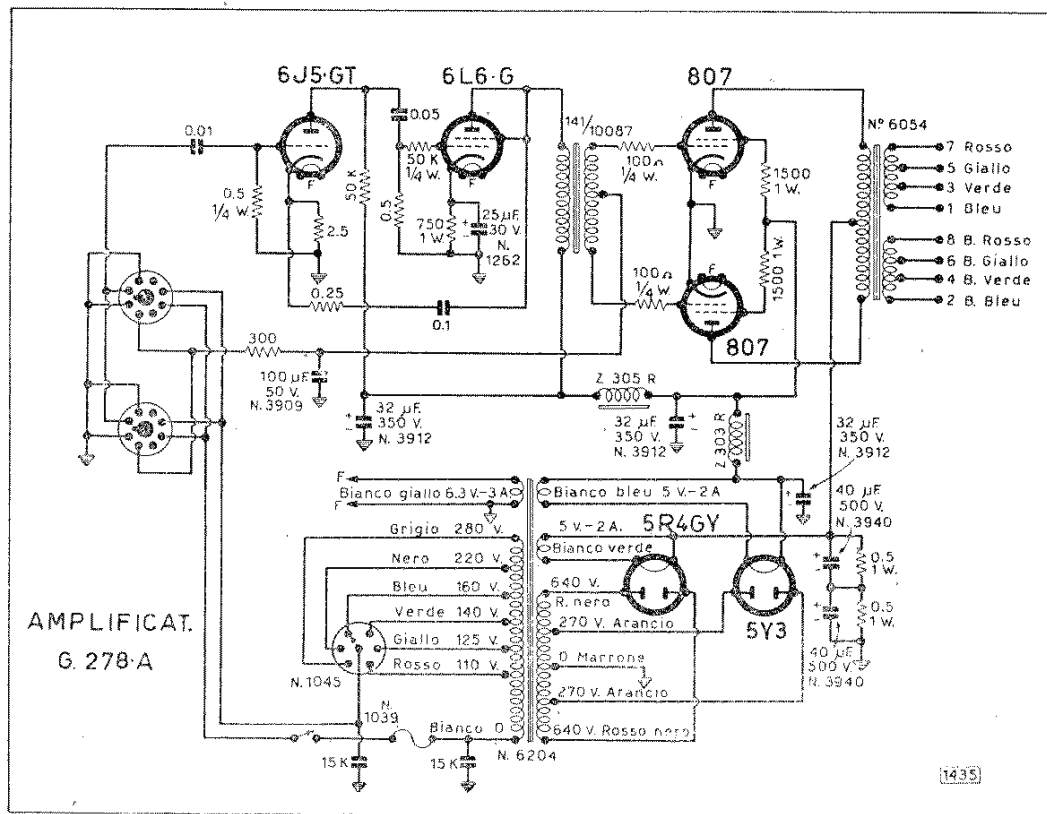 6J5·GT
6L6·G
807
Nº 6054
0.01
0.05
141/10087
7 Rosso
5 Giallo
3 Verde
1 Bleu
8 B. Rosso
6 B. Giallo
4 B. Verde
2 B. Bleu
0.5
1/4 W.
F
2.5
50 K
0.5
50 K
1/4 W.
F
750
1 W.
25 µF.
30 V.
N.
1262
100 Ω
1/4 W.
F
1500
1 W.
1500 1 W.
100 Ω
1/4 W.
F
807
0.25
0.1
300
100 µF
50 V.
N. 3909
32 µF.
350 V.
N. 3912
Z 305 R
32 µF.
350 V.
N. 3912
Z 303 R
32 µF.
350 V.
N. 3912
F
Bianco giallo 6.3 V.-3 A
F
Bianco bleu 5 V.-2 A
40 µF.
500 V.
N. 3940
Grigio 280 V.
5 V.-2 A.
5R4GY
Bianco verde
Nero 220 V.
0.5
1 W.
Bleu 160 V.
640 V.
R. nero
Verde 140 V.
270 V. Arancio
5Y3
0.5
1 W.
AMPLIFICAT.
G. 278·A
Giallo 125 V.
0 Marrone
40 µF
500 V.
N. 3940
N. 1045
Rosso 110 V.
270 V. Arancio
N.
1039
Bianco 0
640 V. Rosso nero
15 K
15 K
N. 6204
1435